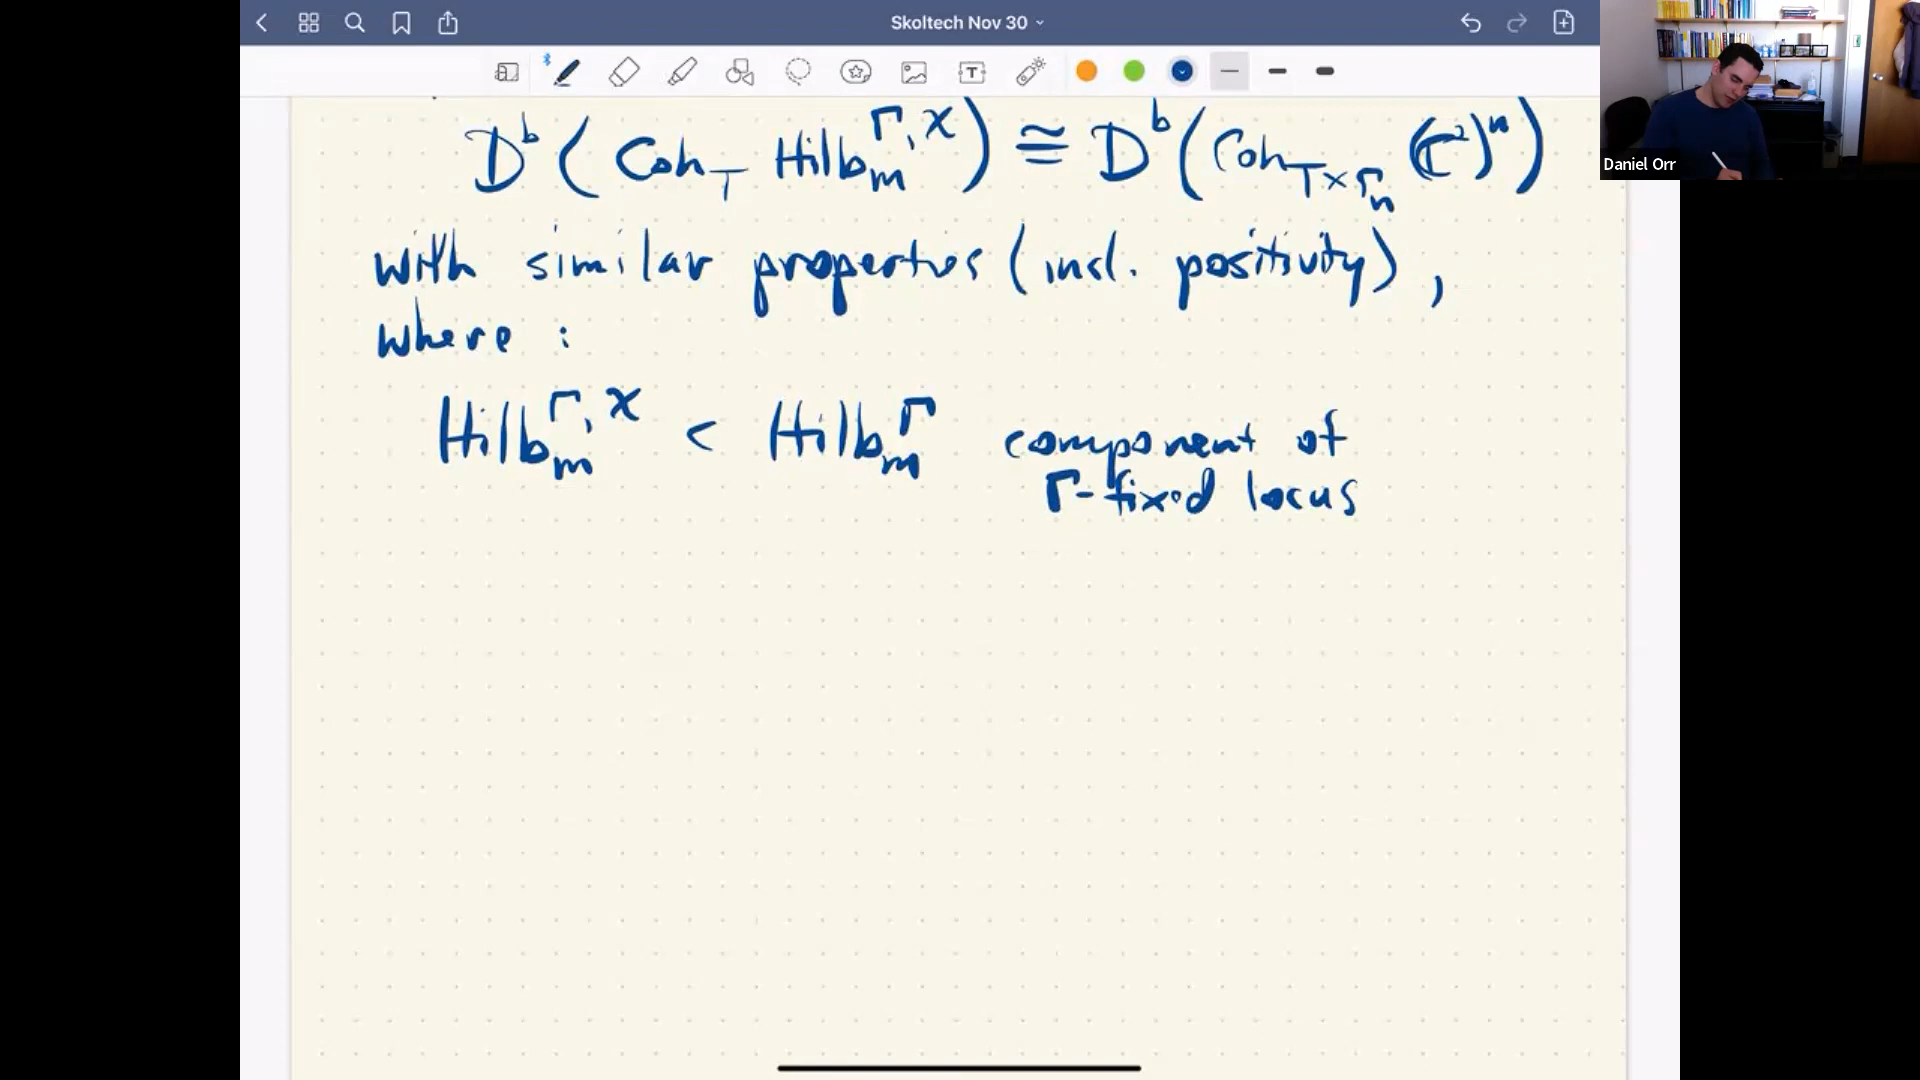 Skoltech Nov 30
Daniel Orr
D^b ( Coh_T Hilb_m^{Γ,χ} ) ≅ D^b ( Coh_{T×Γ_n} (ℂ²)^n )
with similar properties (incl. positivity) ,
where :
Hilb_m^{Γ,χ} ⊂ Hilb_m^Γ component of
Γ-fixed locus